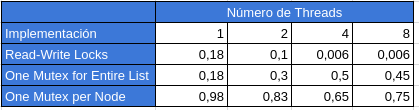 Número de Threads
Implementación 1 2 4 8
Read-Write Locks 0,18 0,1 0,006 0,006
One Mutex for Entire List 0,18 0,3 0,5 0,45
One Mutex per Node 0,98 0,83 0,65 0,75